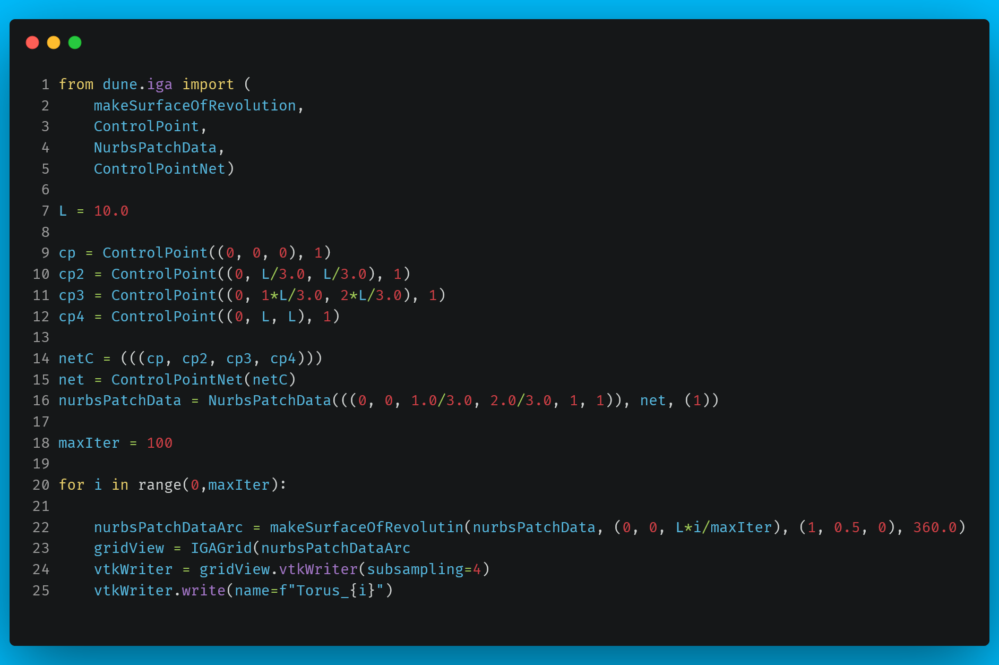 1 from dune.iga import (
2     makeSurfaceOfRevolution,
3     ControlPoint,
4     NurbsPatchData,
5     ControlPointNet)
6
7 L = 10.0
8
9 cp = ControlPoint((0, 0, 0), 1)
10 cp2 = ControlPoint((0, L/3.0, L/3.0), 1)
11 cp3 = ControlPoint((0, 1*L/3.0, 2*L/3.0), 1)
12 cp4 = ControlPoint((0, L, L), 1)
13
14 netC = (((cp, cp2, cp3, cp4)))
15 net = ControlPointNet(netC)
16 nurbsPatchData = NurbsPatchData(((0, 0, 1.0/3.0, 2.0/3.0, 1, 1)), net, (1))
17
18 maxIter = 100
19
20 for i in range(0,maxIter):
21
22     nurbsPatchDataArc = makeSurfaceOfRevolutin(nurbsPatchData, (0, 0, L*i/maxIter), (1, 0.5, 0), 360.0)
23     gridView = IGAGrid(nurbsPatchDataArc
24     vtkWriter = gridView.vtkWriter(subsampling=4)
25     vtkWriter.write(name=f"Torus_{i}")